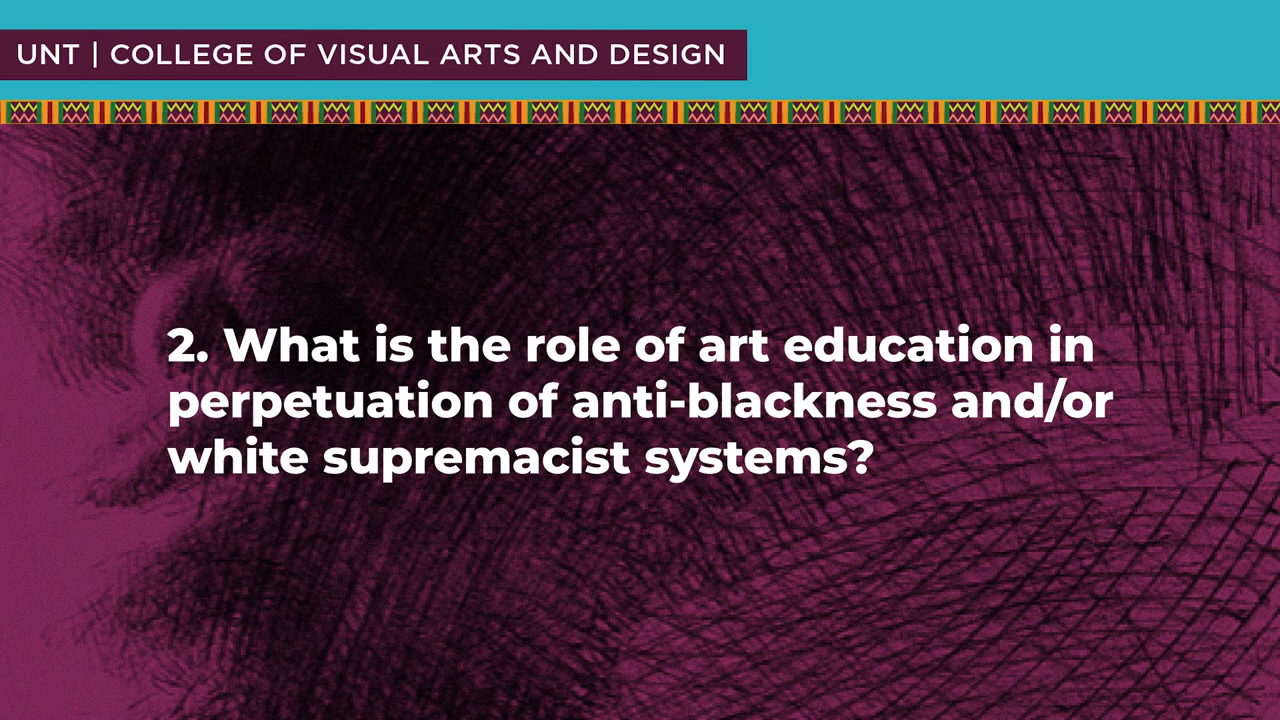 UNT | COLLEGE OF VISUAL ARTS AND DESIGN
2. What is the role of art education in
perpetuation of anti-blackness and/or
white supremacist systems?